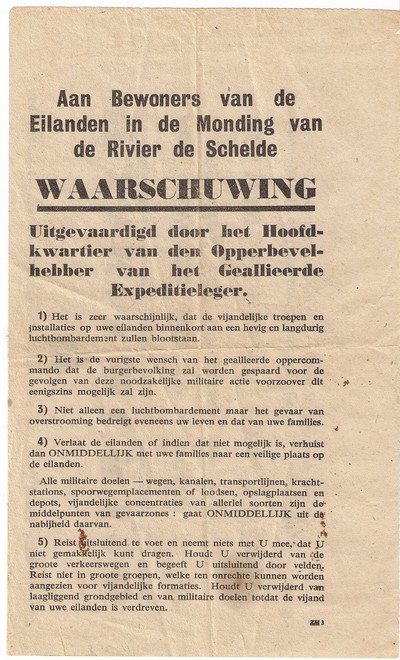 Aan Bewoners van de
Eilanden in de Monding van
de Rivier de Schelde
WAARSCHUWING
Uitgevaardigd door het Hoofd-
kwartier van den Opperbevel-
hebber van het Geallieerde
Expeditieleger.
1) Het is zeer waarschijnlijk, dat de vijandelijke troepen en
installaties op uwe eilanden binnenkort aan een hevig en langdurig
luchtbombardement zullen blootstaan.
2) Het is de vurigste wensch van het geallieerde oppercom-
mando dat de burgerbevolking zal worden gespaard voor de
gevolgen van deze noodzakelijke militaire actie voorzoover dit
eenigszins mogelijk zal zijn.
3) Niet alleen een luchtbombardement maar het gevaar van
overstrooming bedreigt eveneens uw leven en dat van uwe families.
4) Verlaat de eilanden of indien dat niet mogelijk is, verhuist
dan ONMIDDELLIJK met uwe families naar een veilige plaats op
de eilanden.
Alle militaire doelen — wegen, kanalen, transportlijnen, kracht-
stations, spoorwegemplacementen of loodsen, opslagplaatsen en
depots, vijandelijke concentraties van allerlei soorten zijn de
middelpunten van gevaarzones : gaat ONMIDDELLIJK uit de
nabijheid daarvan.
5) Reist uitsluitend te voet en neemt niets met U mee, dat U
niet gemakkelijk kunt dragen. Houdt U verwijderd van de
groote verkeerswegen en begeeft U uitsluitend door velden.
Reist niet in groote groepen, welke ten onrechte kunnen worden
aangezien voor vijandelijke formaties. Houdt U verwijderd van
laagliggend grondgebied en van militaire doelen totdat de vijand
van uwe eilanden is verdreven.
ZH 3